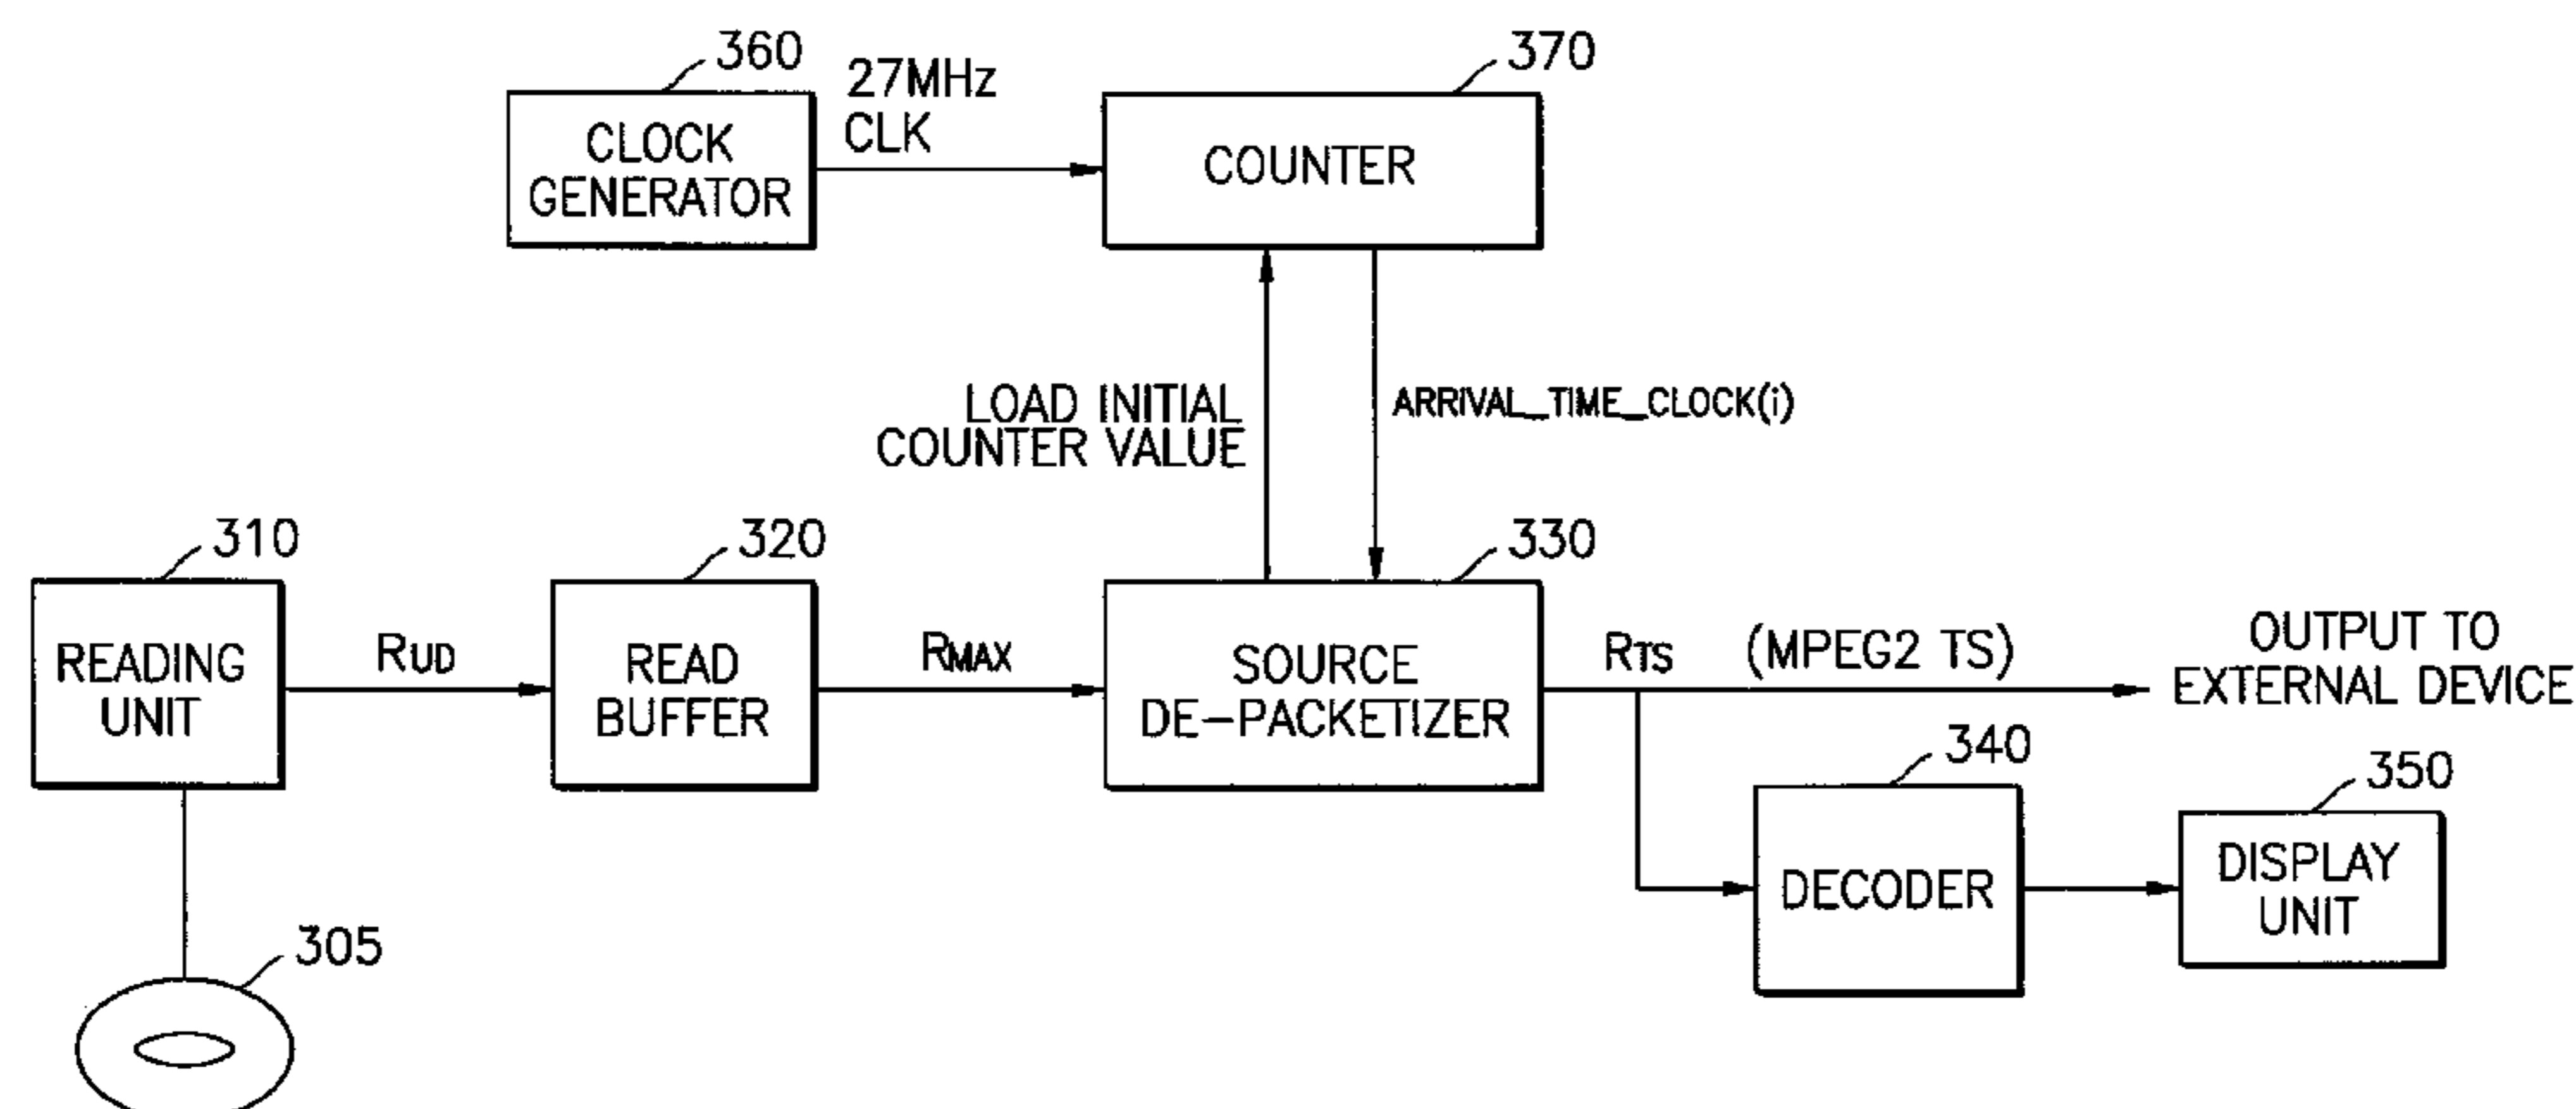 360
27MHz
CLK
370
CLOCK
GENERATOR
COUNTER
LOAD INITIAL
COUNTER VALUE
ARRIVAL_TIME_CLOCK(i)
310
320
330
READING
UNIT
RUD
READ
BUFFER
RMAX
SOURCE
DE-PACKETIZER
RTS (MPEG2 TS)
OUTPUT TO
EXTERNAL DEVICE
340
350
DECODER
DISPLAY
UNIT
305